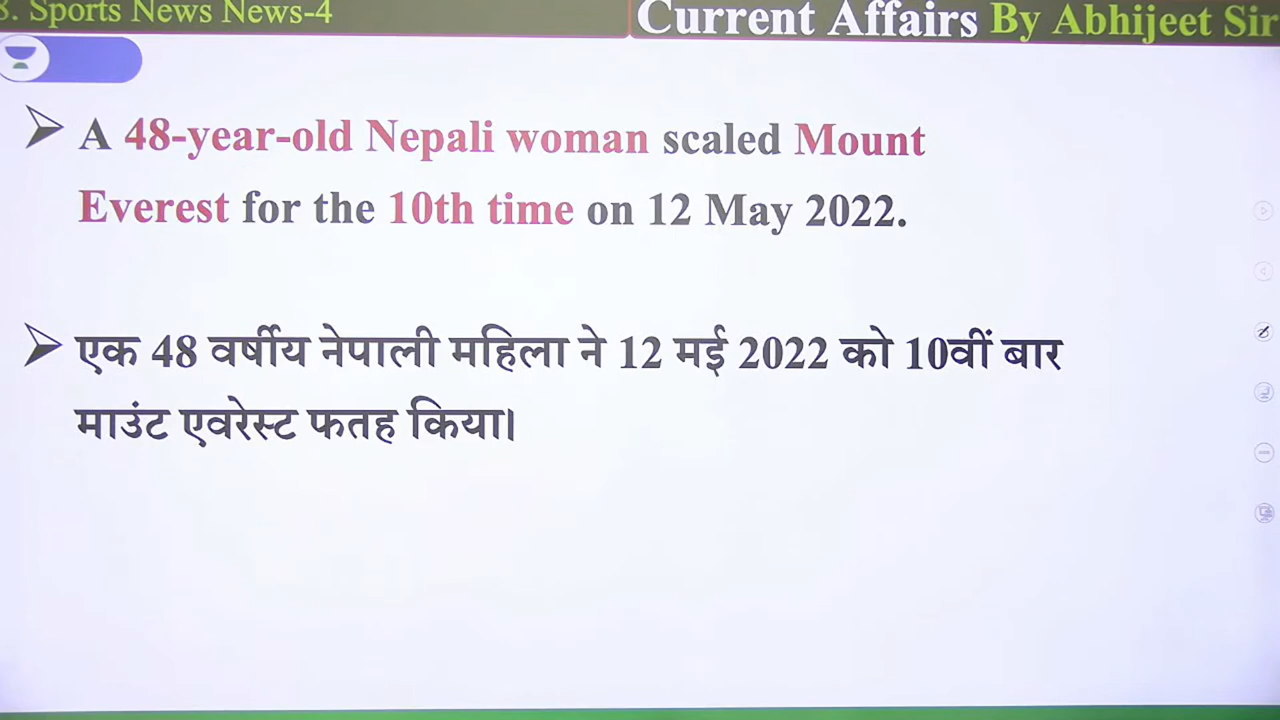 8. Sports News News-4
Current Affairs By Abhijeet Sir
A 48-year-old Nepali woman scaled Mount
Everest for the 10th time on 12 May 2022.
एक 48 वर्षीय नेपाली महिला ने 12 मई 2022 को 10वीं बार
माउंट एवरेस्ट फतह किया।